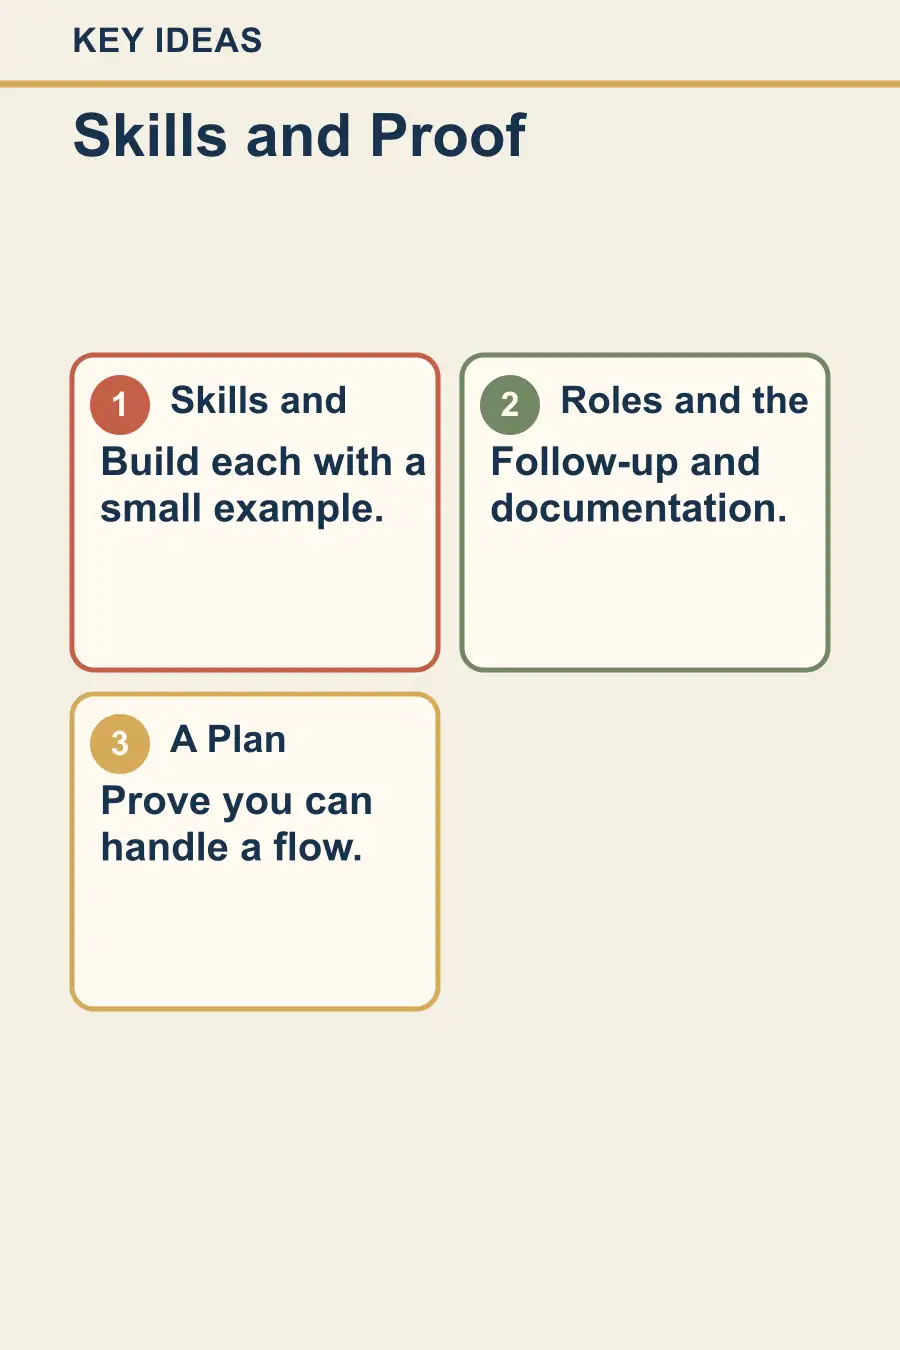 KEY IDEAS
Skills and Proof
1 Skills and
Build each with a
small example.
2 Roles and the
Follow-up and
documentation.
3 A Plan
Prove you can
handle a flow.